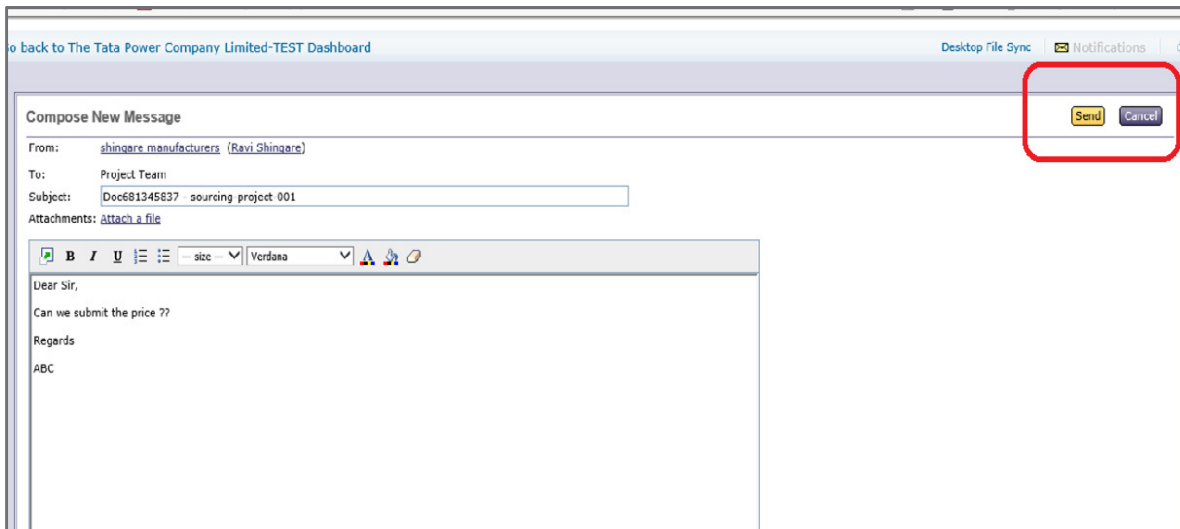 o back to The Tata Power Company Limited-TEST Dashboard Desktop File Sync Notifications
Compose New Message Send Cancel
From: shingare manufacturers (Ravi Shingare)
To: Project Team
Subject: Doc681345837 - sourcing-project-001
Attachments: Attach a file
B I U -- size -- Verdana A
Dear Sir,
Can we submit the price ??
Regards
ABC